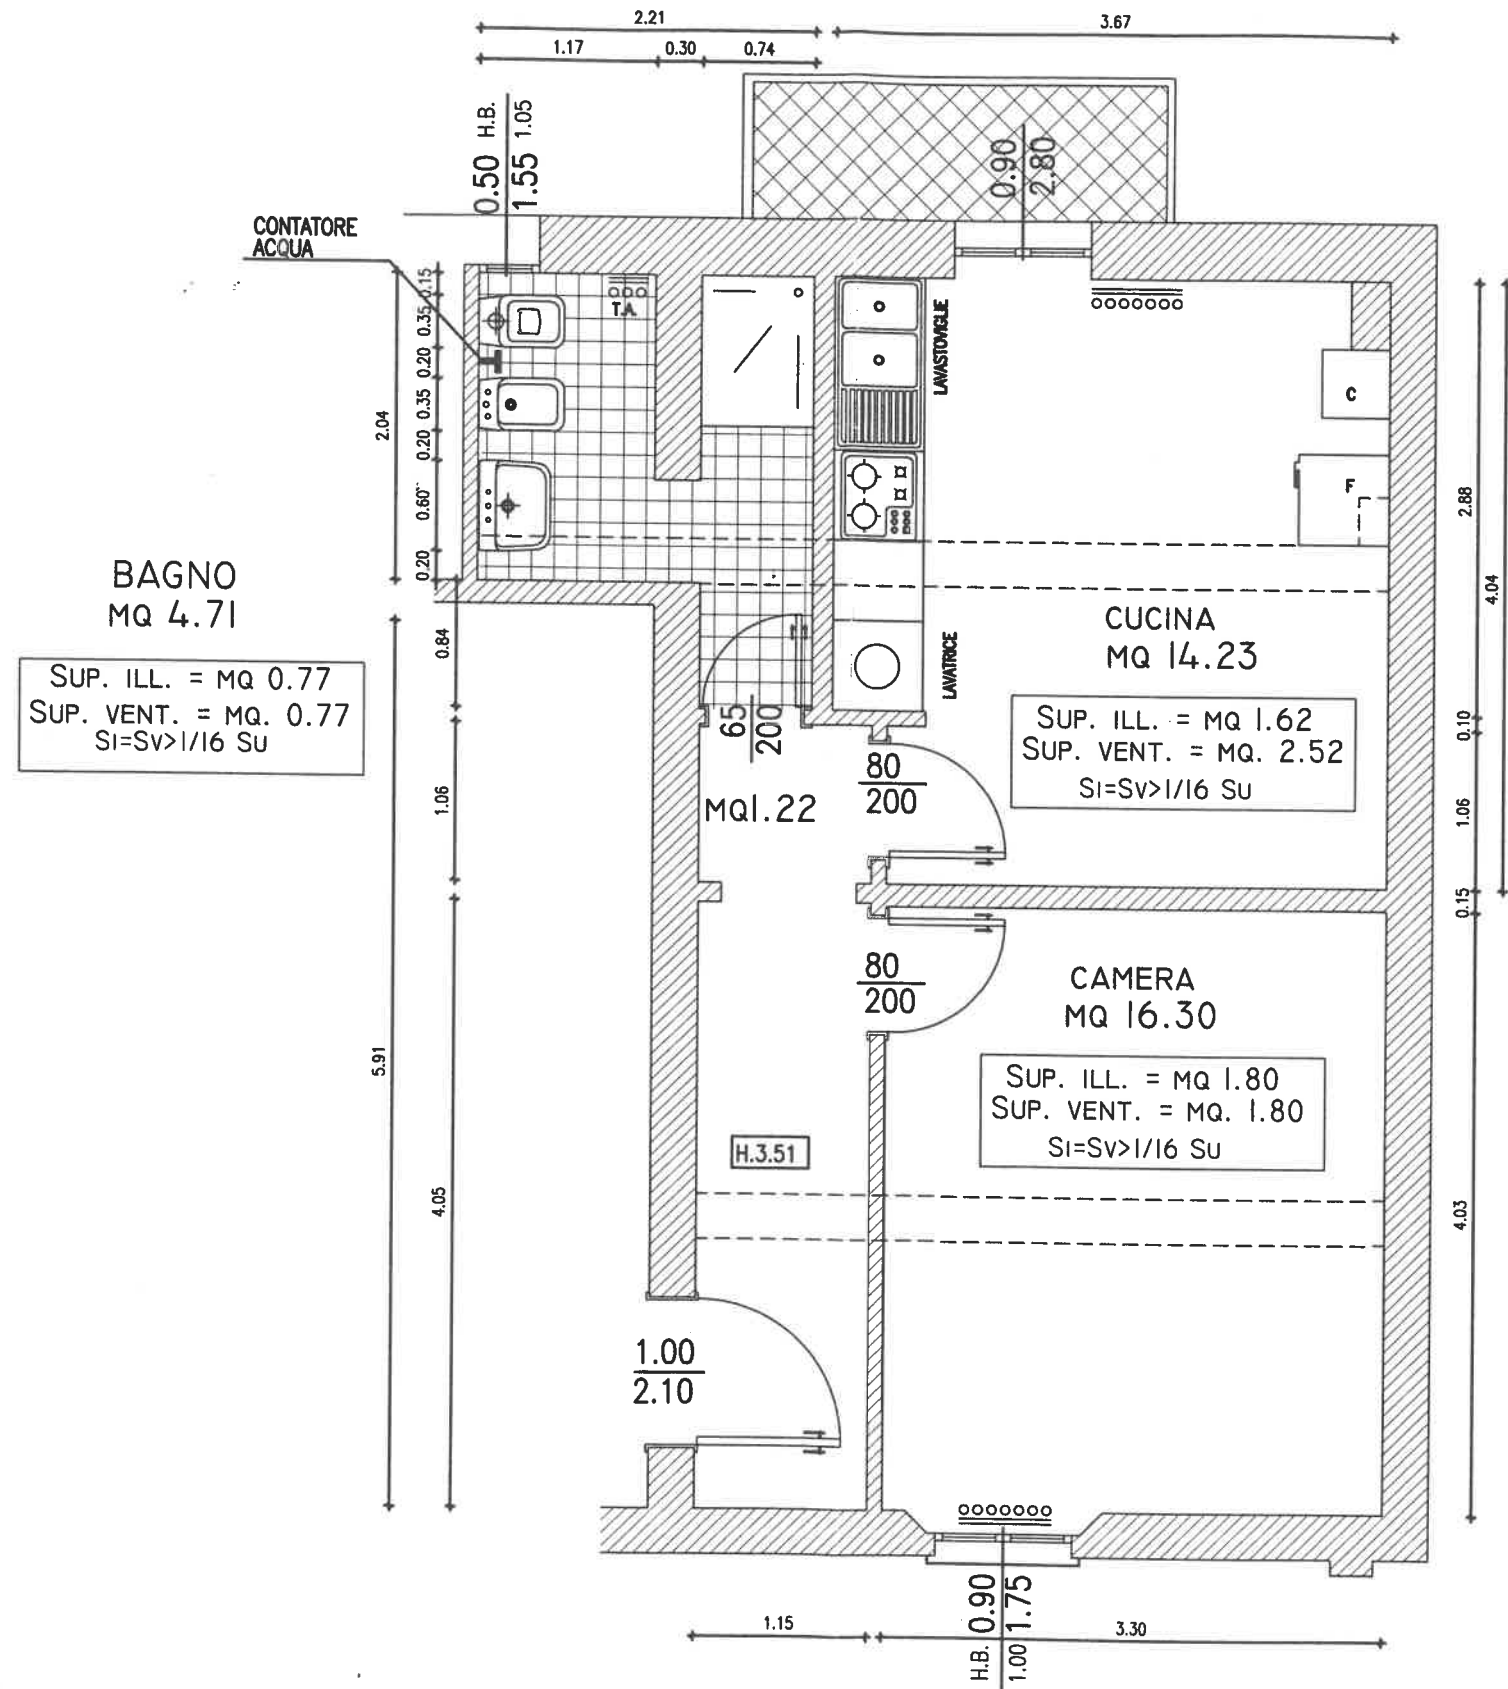 2.21
3.67
1.17
0.30
0.74
0.50 H.B.
1.55 1.05
0.90
2.80
CONTATORE
ACQUA
0.15
0.35
0.20
0.35
0.20
0.60
0.20
2.04
T.A.
LAVASTOVIGLIE
C
F
2.88
4.04
BAGNO
MQ 4.71
SUP. ILL. = MQ 0.77
SUP. VENT. = MQ. 0.77
SI=SV>1/16 SU
0.84
LAVATRICE
CUCINA
MQ 14.23
SUP. ILL. = MQ 1.62
SUP. VENT. = MQ. 2.52
SI=SV>1/16 SU
65
200
80
200
MQ1.22
1.06
0.10
1.06
0.15
80
200
CAMERA
MQ 16.30
SUP. ILL. = MQ 1.80
SUP. VENT. = MQ. 1.80
SI=SV>1/16 SU
5.91
H.3.51
4.05
4.03
1.00
2.10
H.B. 0.90
1.00 1.75
1.15
3.30